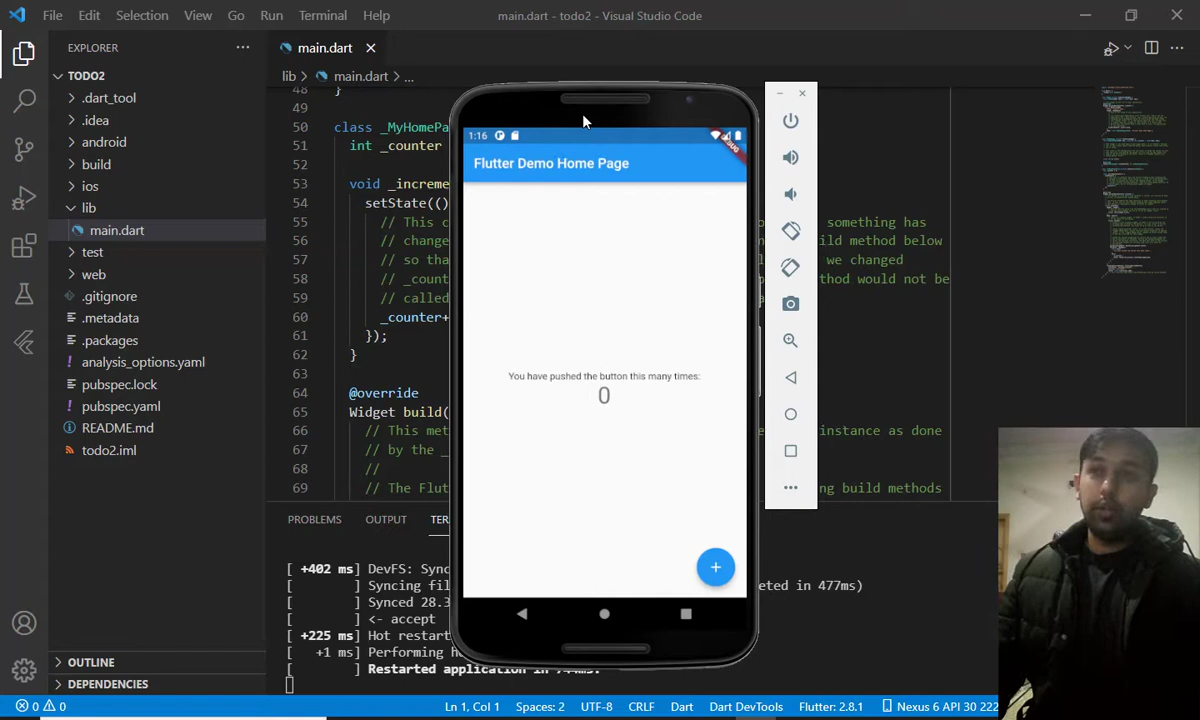 File Edit Selection View Go Run Terminal Help
main.dart - todo2 - Visual Studio Code
EXPLORER
TODO2
.dart_tool
.idea
android
build
ios
lib
main.dart
test
web
.gitignore
.metadata
.packages
analysis_options.yaml
pubspec.lock
pubspec.yaml
README.md
todo2.iml
OUTLINE
DEPENDENCIES
main.dart
lib > main.dart > ...
48 }
49
50 class _MyHomePa
51 int _counter
52
53 void _increme
54 setState(()
55 // This c something has
56 // change ild method below
57 // so tha we changed
58 // _count thod would not be
59 // called
60 _counter+
61 });
62 }
63
64 @override
65 Widget build(
66 // This met instance as done
67 // by the _
68 //
69 // The Flut ng build methods
1:16
DEBUG
Flutter Demo Home Page
You have pushed the button this many times:
0
+
PROBLEMS OUTPUT TER
[ +402 ms] DevFS: Sync
[ ] Syncing fil eted in 477ms)
[ ] Synced 28.3
[ ] <- accept
[ +225 ms] Hot restar
[ +1 ms] Performing h
[ ] Restarted application in 744ms.
[
0 0 Ln 1, Col 1 Spaces: 2 UTF-8 CRLF Dart Dart DevTools Flutter: 2.8.1 Nexus 6 API 30 222